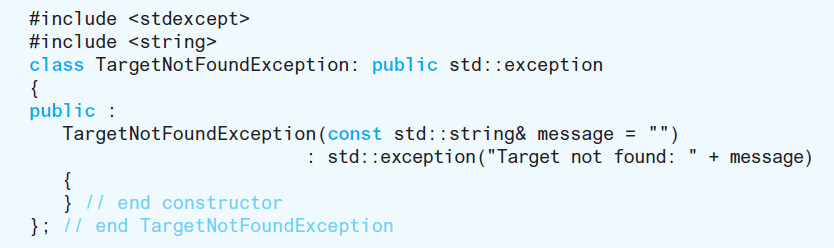 #include <stdexcept>
#include <string>
class TargetNotFoundException: public std::exception
{
public :
   TargetNotFoundException(const std::string& message = "")
                         : std::exception("Target not found: " + message)
   {
   } // end constructor
}; // end TargetNotFoundException